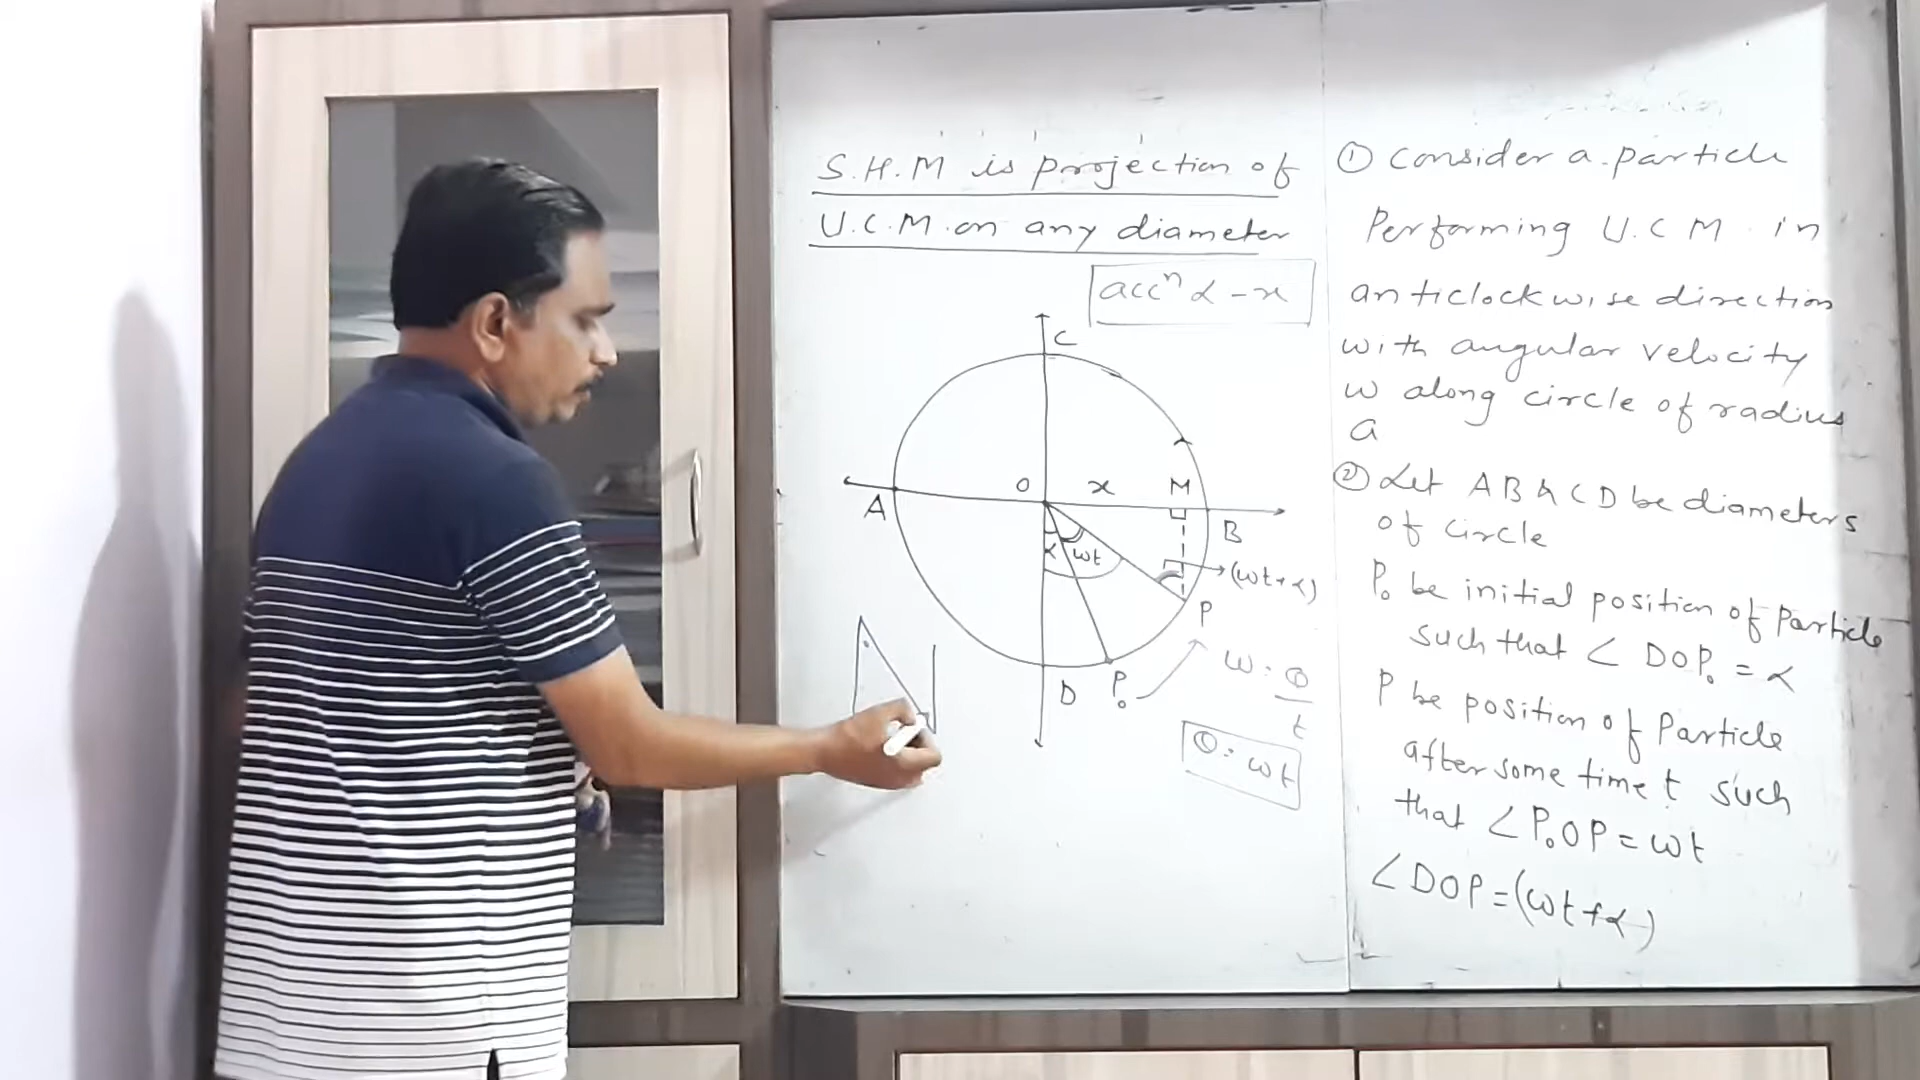 S.H.M is projection of
U.C.M. on any diameter
accⁿ α - x
C
A
O
x
M
B
α
ωt
(ωt+α)
P
D
P₀
ω = θ/t
θ = ωt
① Consider a particle
Performing U.C.M. in
anticlockwise direction
with angular velocity
ω along circle of radius
a
② Let AB & CD be diameters
of circle
P₀ be initial position of particle
such that ∠ DOP₀ = α
P be position of Particle
after some time t such
that ∠ P₀OP = ωt
∠DOP = (ωt+α)